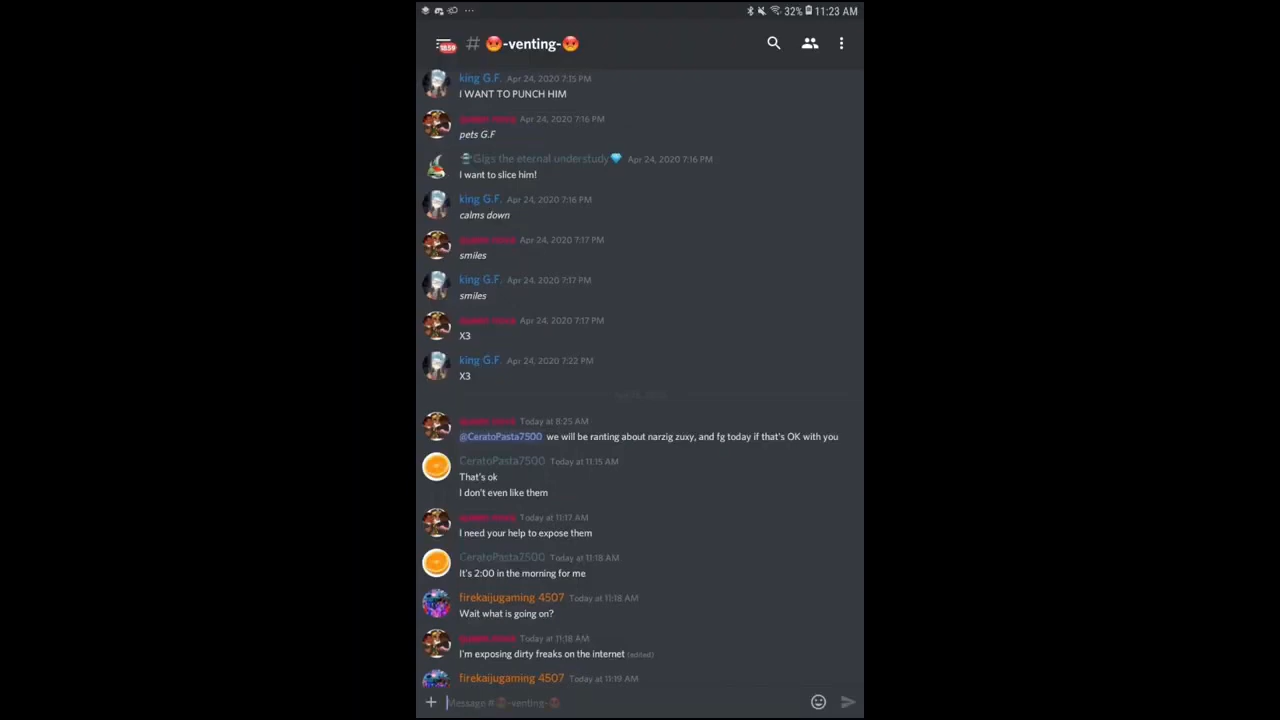 32% 11:23 AM
1859
# 😡-venting-😡
king G.F. Apr 24, 2020 7:15 PM
I WANT TO PUNCH HIM
Apr 24, 2020 7:16 PM
pets G.F
Gigs the eternal understudy💎 Apr 24, 2020 7:16 PM
I want to slice him!
king G.F. Apr 24, 2020 7:16 PM
calms down
Apr 24, 2020 7:17 PM
smiles
king G.F. Apr 24, 2020 7:17 PM
smiles
Apr 24, 2020 7:17 PM
X3
king G.F. Apr 24, 2020 7:22 PM
X3
Today at 8:25 AM
@CeratoPasta7500 we will be ranting about narzig zuxy, and fg today if that's OK with you
CeratoPasta7500 Today at 11:15 AM
That's ok
I don't even like them
Today at 11:17 AM
I need your help to expose them
CeratoPasta7500 Today at 11:18 AM
It's 2:00 in the morning for me
firekaijugaming 4507 Today at 11:18 AM
Wait what is going on?
Today at 11:18 AM
I'm exposing dirty freaks on the internet (edited)
firekaijugaming 4507 Today at 11:19 AM
Message #😡-venting-😡